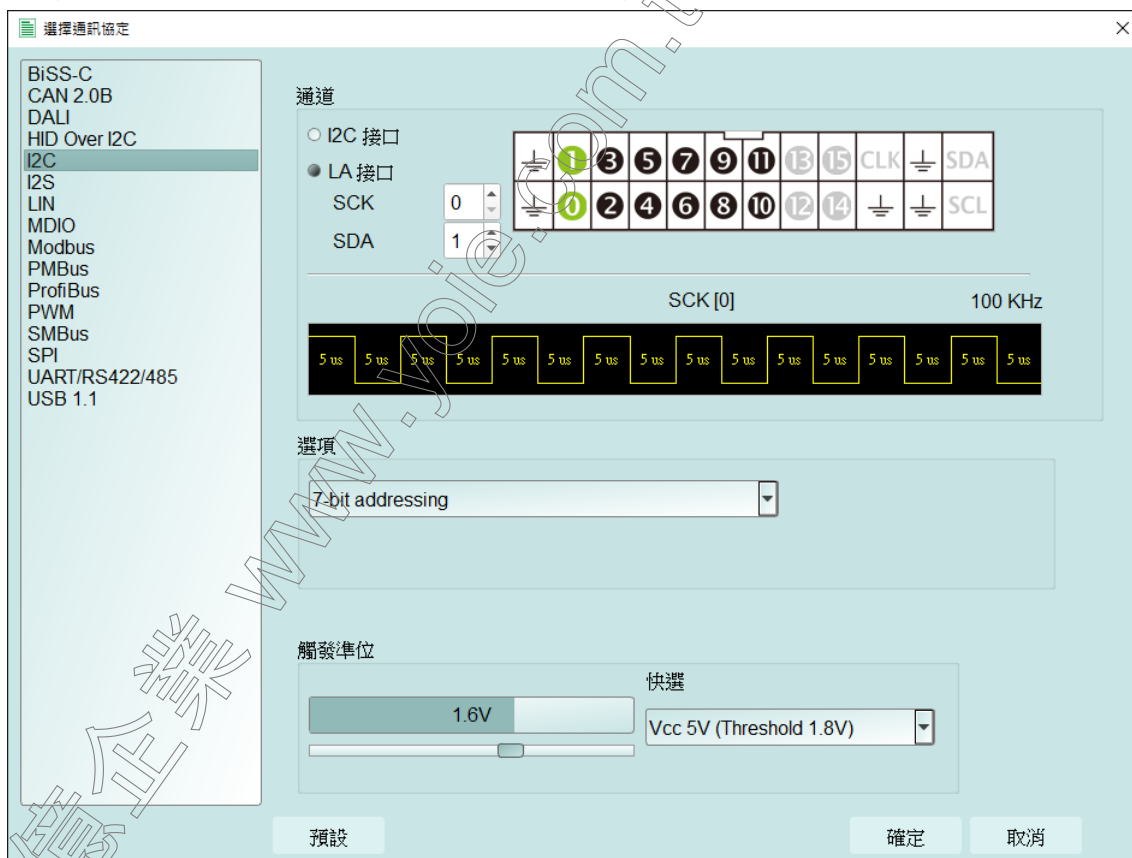 選擇通訊協定
BiSS-C
CAN 2.0B
DALI
HID Over I2C
I2C
I2S
LIN
MDIO
Modbus
PMBus
ProfiBus
PWM
SMBus
SPI
UART/RS422/485
USB 1.1
通道
I2C 接口
LA 接口
SCK 0
SDA 1
1 3 5 7 9 11 13 15 CLK SDA
0 2 4 6 8 10 12 14 SCL
SCK [0] 100 KHz
5 us 5 us 5 us 5 us 5 us 5 us 5 us 5 us 5 us 5 us 5 us 5 us 5 us 5 us 5 us 5 us
選項
7-bit addressing
觸發準位
快選
1.6V
Vcc 5V (Threshold 1.8V)
預設 確定 取消
億企業 www.yoie.com.t